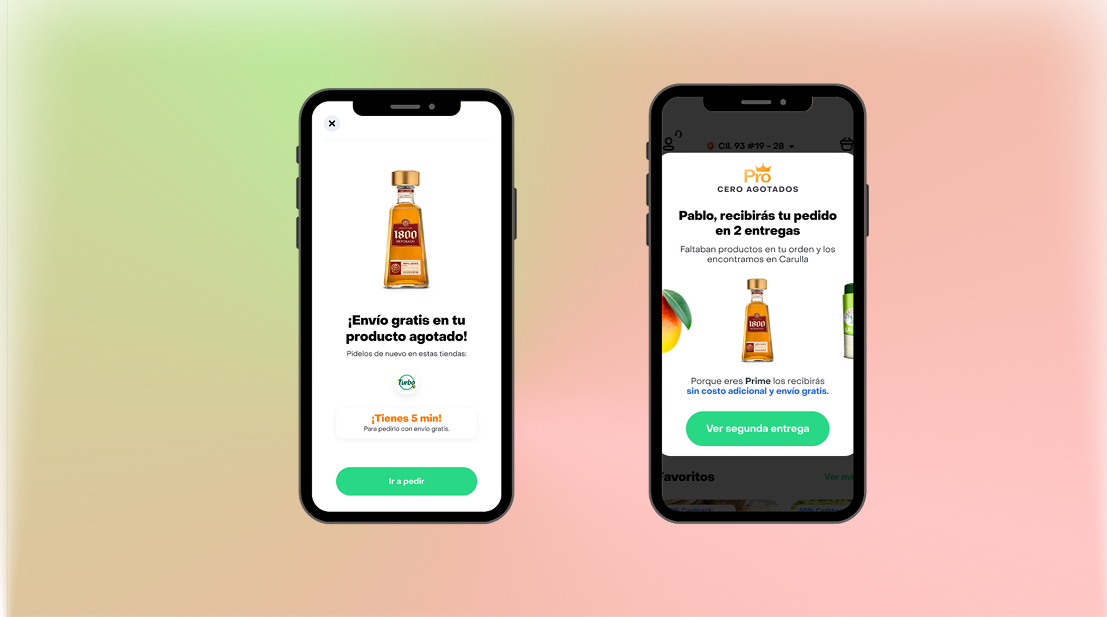 1800
REPOSADO
¡Envío gratis en tu
producto agotado!
Pídelos de nuevo en estas tiendas:
Turbo
¡Tienes 5 min!
Para pedirlo con envío gratis.
Ir a pedir
Cll. 93 #19 - 28
Pro
CERO AGOTADOS
Pablo, recibirás tu pedido
en 2 entregas
Faltaban productos en tu orden y los
encontramos en Carulla
1800
Porque eres Prime los recibirás
sin costo adicional y envío gratis.
Ver segunda entrega
Favoritos
Ver má